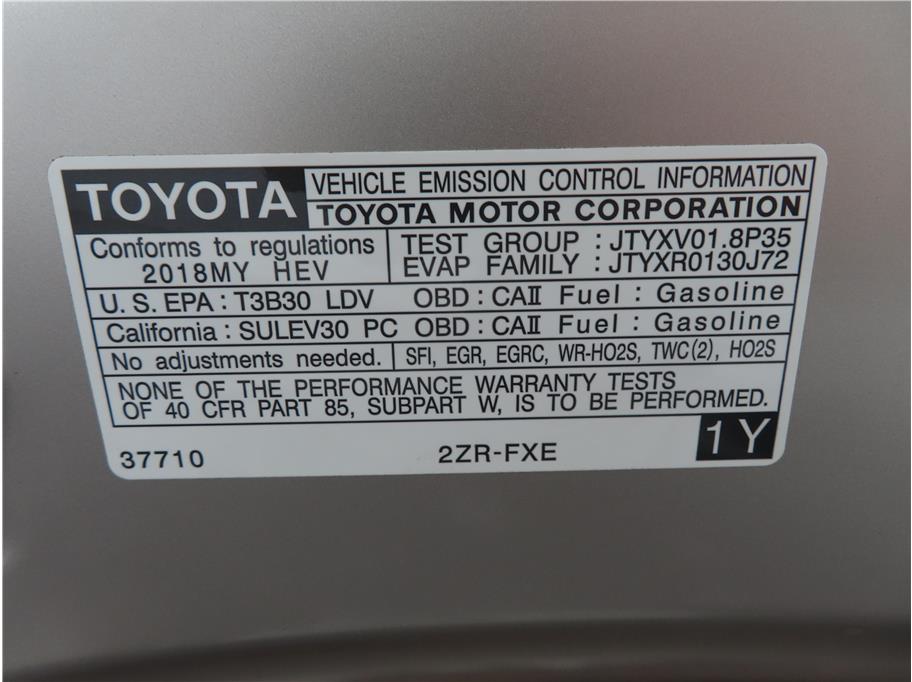 TOYOTA
VEHICLE EMISSION CONTROL INFORMATION
TOYOTA MOTOR CORPORATION
Conforms to regulations
2018MY HEV
TEST GROUP : JTYXV01.8P35
EVAP FAMILY : JTYXR0130J72
U. S. EPA : T3B30 LDV OBD : CAII Fuel : Gasoline
California : SULEV30 PC OBD : CAII Fuel : Gasoline
No adjustments needed. SFI, EGR, EGRC, WR-HO2S, TWC(2), HO2S
NONE OF THE PERFORMANCE WARRANTY TESTS
OF 40 CFR PART 85, SUBPART W, IS TO BE PERFORMED.
37710 2ZR-FXE 1Y